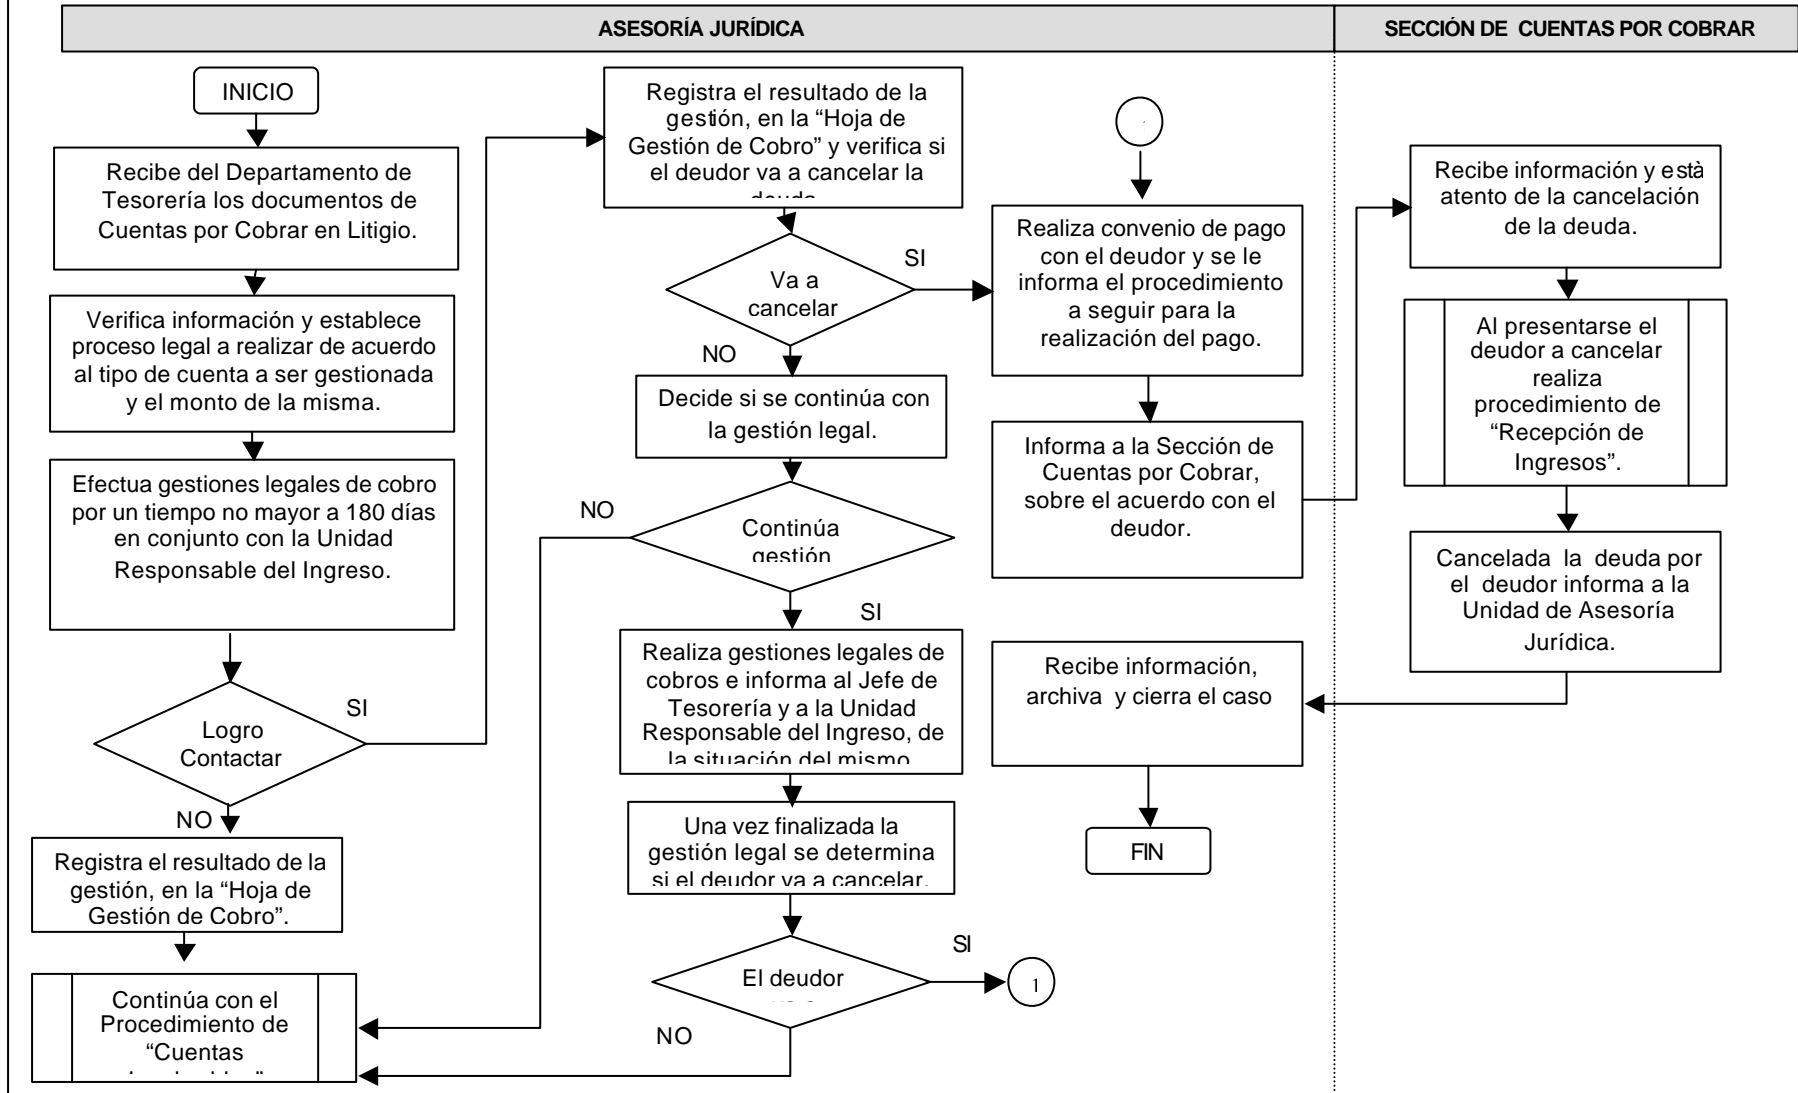 ASESORÍA JURÍDICA
SECCIÓN DE CUENTAS POR COBRAR
INICIO
Recibe del Departamento de
Tesorería los documentos de
Cuentas por Cobrar en Litigio.
Verifica información y establece
proceso legal a realizar de acuerdo
al tipo de cuenta a ser gestionada
y el monto de la misma.
Efectua gestiones legales de cobro
por un tiempo no mayor a 180 días
en conjunto con la Unidad
Responsable del Ingreso.
Logro
Contactar
SI
NO
Registra el resultado de la
gestión, en la “Hoja de
Gestión de Cobro”.
Continúa con el
Procedimiento de
“Cuentas
Registra el resultado de la
gestión, en la “Hoja de
Gestión de Cobro” y verifica si
el deudor va a cancelar la
deuda
Va a
cancelar
SI
NO
Decide si se continúa con
la gestión legal.
Continúa
gestión
NO
SI
Realiza gestiones legales de
cobros e informa al Jefe de
Tesorería y a la Unidad
Responsable del Ingreso, de
la situación del mismo
Una vez finalizada la
gestión legal se determina
si el deudor va a cancelar.
El deudor
SI
1
NO
Realiza convenio de pago
con el deudor y se le
informa el procedimiento
a seguir para la
realización del pago.
Informa a la Sección de
Cuentas por Cobrar,
sobre el acuerdo con el
deudor.
Recibe información,
archiva y cierra el caso
FIN
Recibe información y està
atento de la cancelación
de la deuda.
Al presentarse el
deudor a cancelar
realiza
procedimiento de
“Recepción de
Ingresos”.
Cancelada la deuda por
el deudor informa a la
Unidad de Asesoría
Jurídica.